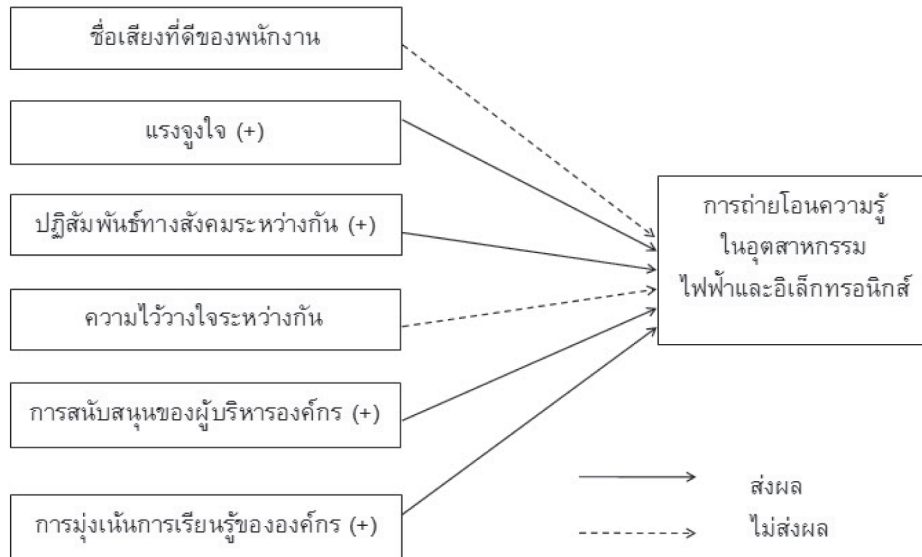 ชื่อเสียงที่ดีของพนักงาน
แรงจูงใจ (+)
ปฏิสัมพันธ์ทางสังคมระหว่างกัน (+)
ความไว้วางใจระหว่างกัน
การสนับสนุนของผู้บริหารองค์กร (+)
การมุ่งเน้นการเรียนรู้ขององค์กร (+)
การถ่ายโอนความรู้
ในอุตสาหกรรม
ไฟฟ้าและอิเล็กทรอนิกส์
ส่งผล
ไม่ส่งผล